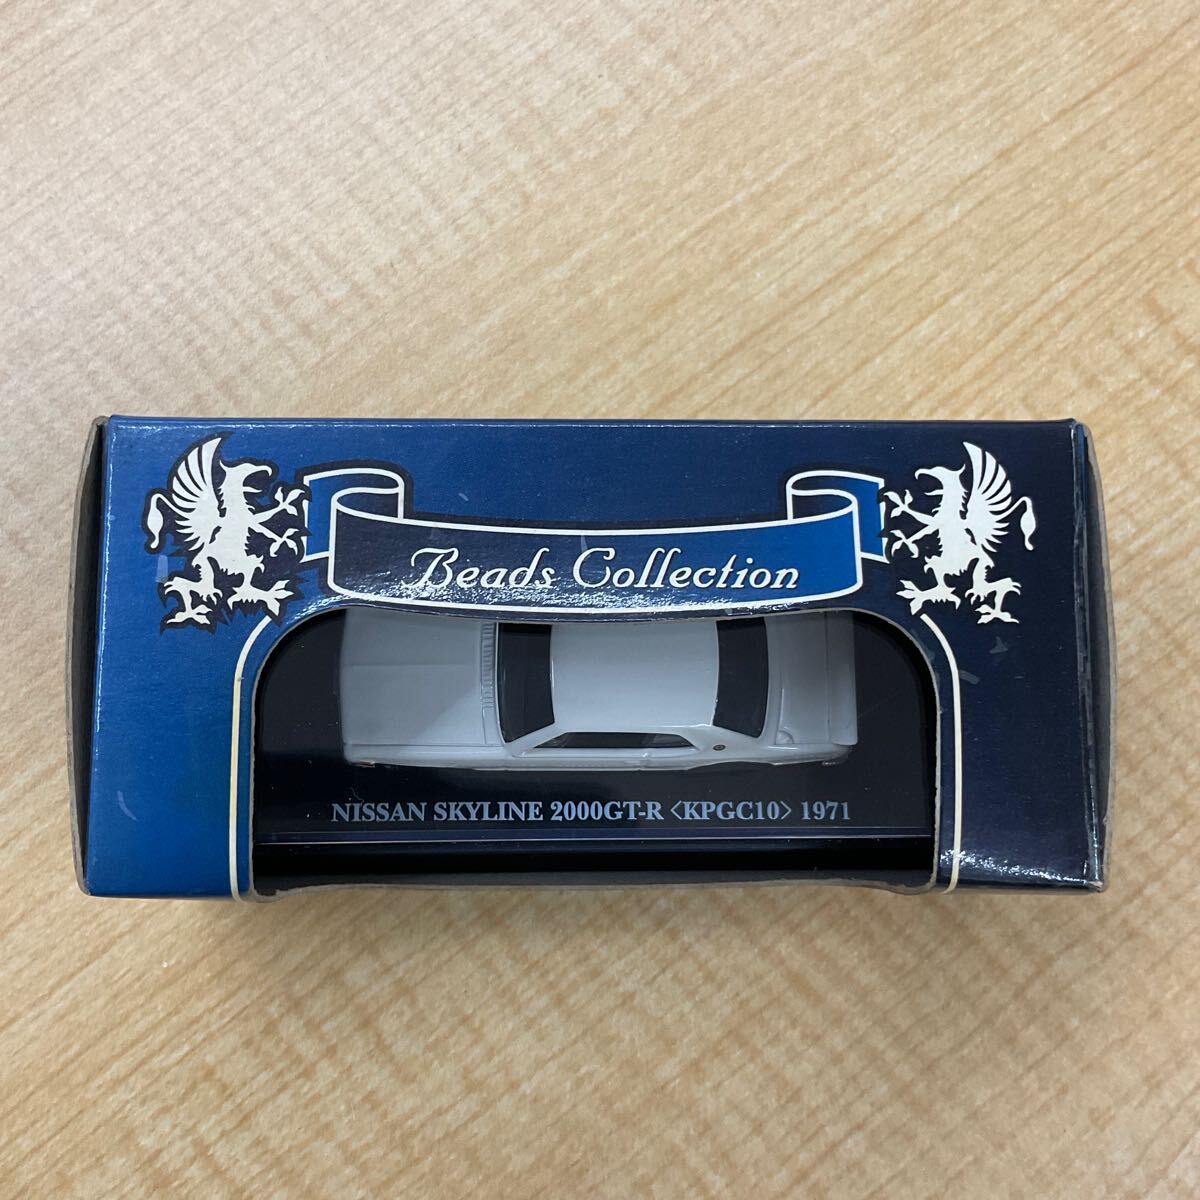 Beads Collection
NISSAN SKYLINE 2000GT-R <KPGC10> 1971